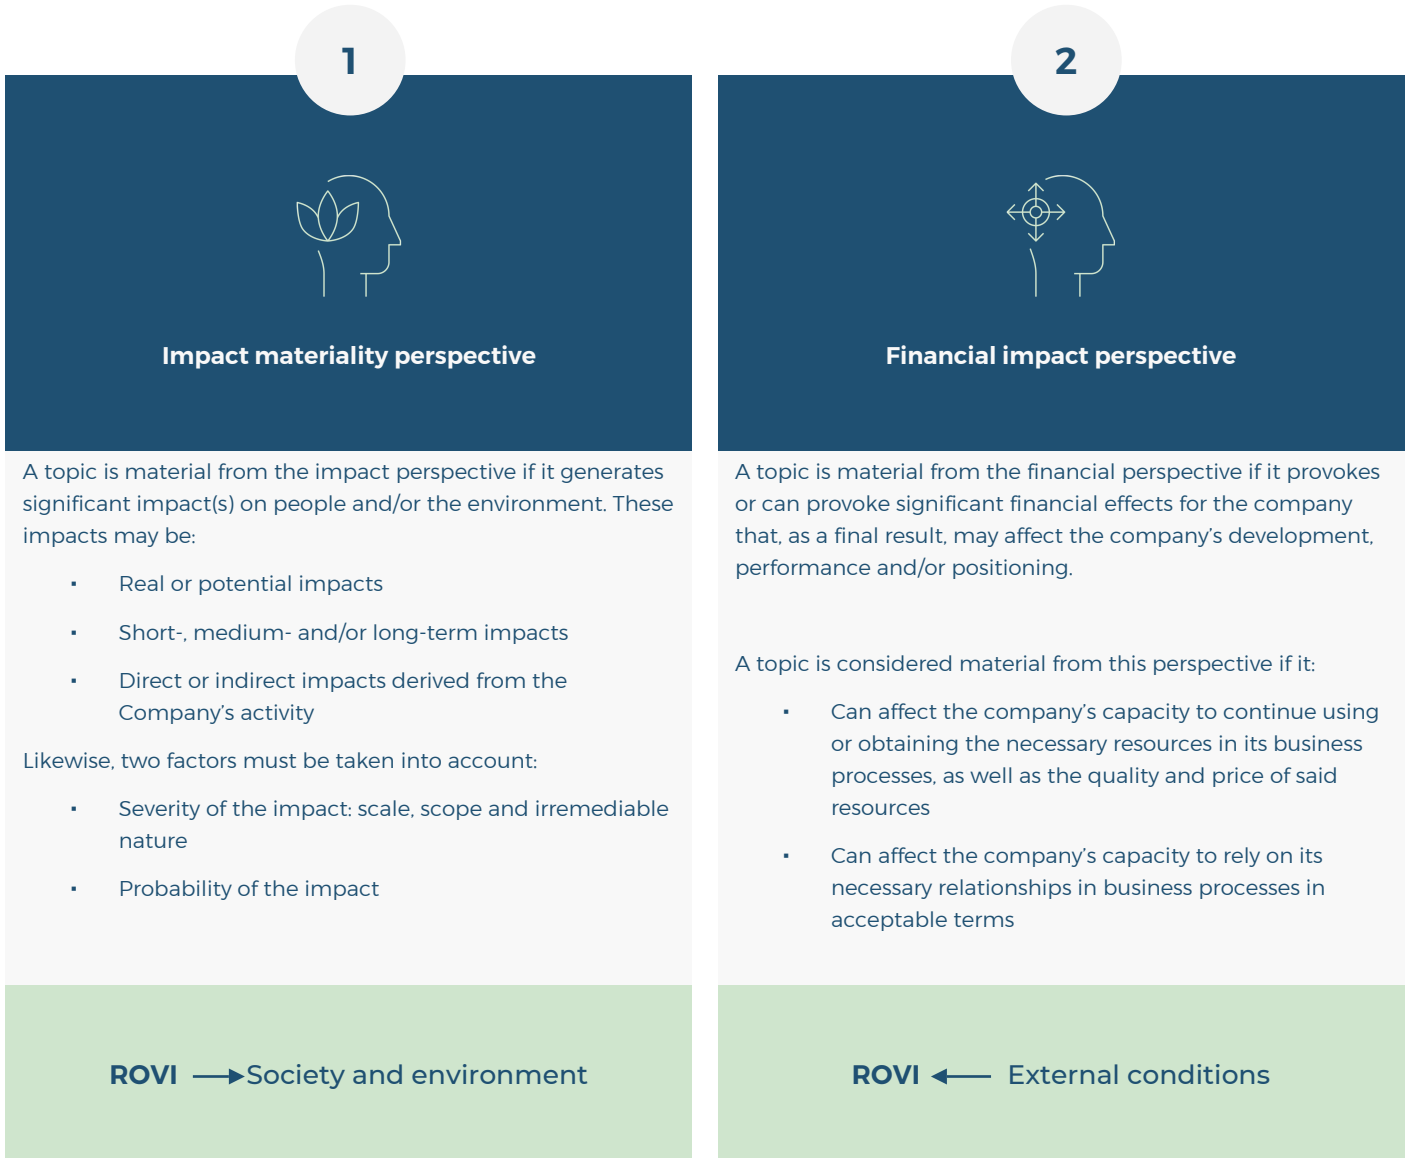 1
Impact materiality perspective
A topic is material from the impact perspective if it generates
significant impact(s) on people and/or the environment. These
impacts may be:
▪ Real or potential impacts
▪ Short-, medium- and/or long-term impacts
▪ Direct or indirect impacts derived from the
Company's activity
Likewise, two factors must be taken into account:
▪ Severity of the impact: scale, scope and irremediable
nature
▪ Probability of the impact
ROVI → Society and environment
2
Financial impact perspective
A topic is material from the financial perspective if it provokes
or can provoke significant financial effects for the company
that, as a final result, may affect the company's development,
performance and/or positioning.
A topic is considered material from this perspective if it:
▪ Can affect the company's capacity to continue using
or obtaining the necessary resources in its business
processes, as well as the quality and price of said
resources
▪ Can affect the company's capacity to rely on its
necessary relationships in business processes in
acceptable terms
ROVI ← External conditions